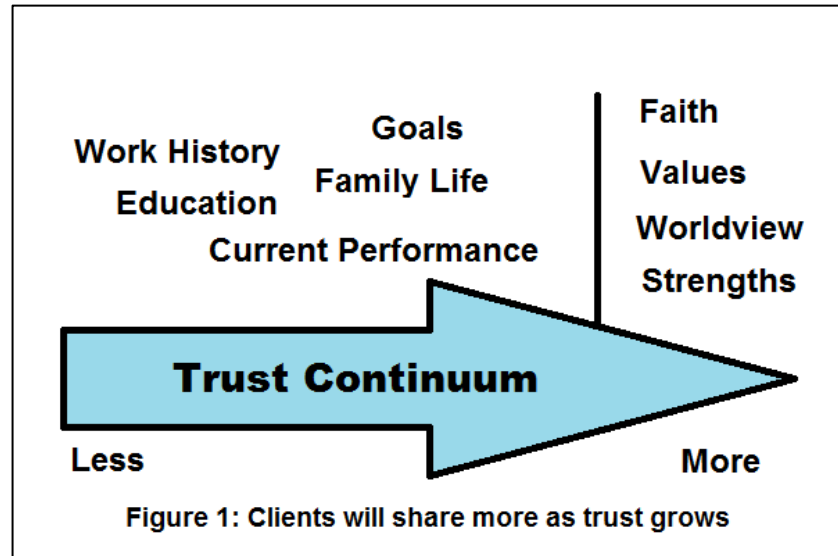 Work History
Education
Goals
Family Life
Current Performance
Faith
Values
Worldview
Strengths
Trust Continuum
Less
More
Figure 1: Clients will share more as trust grows